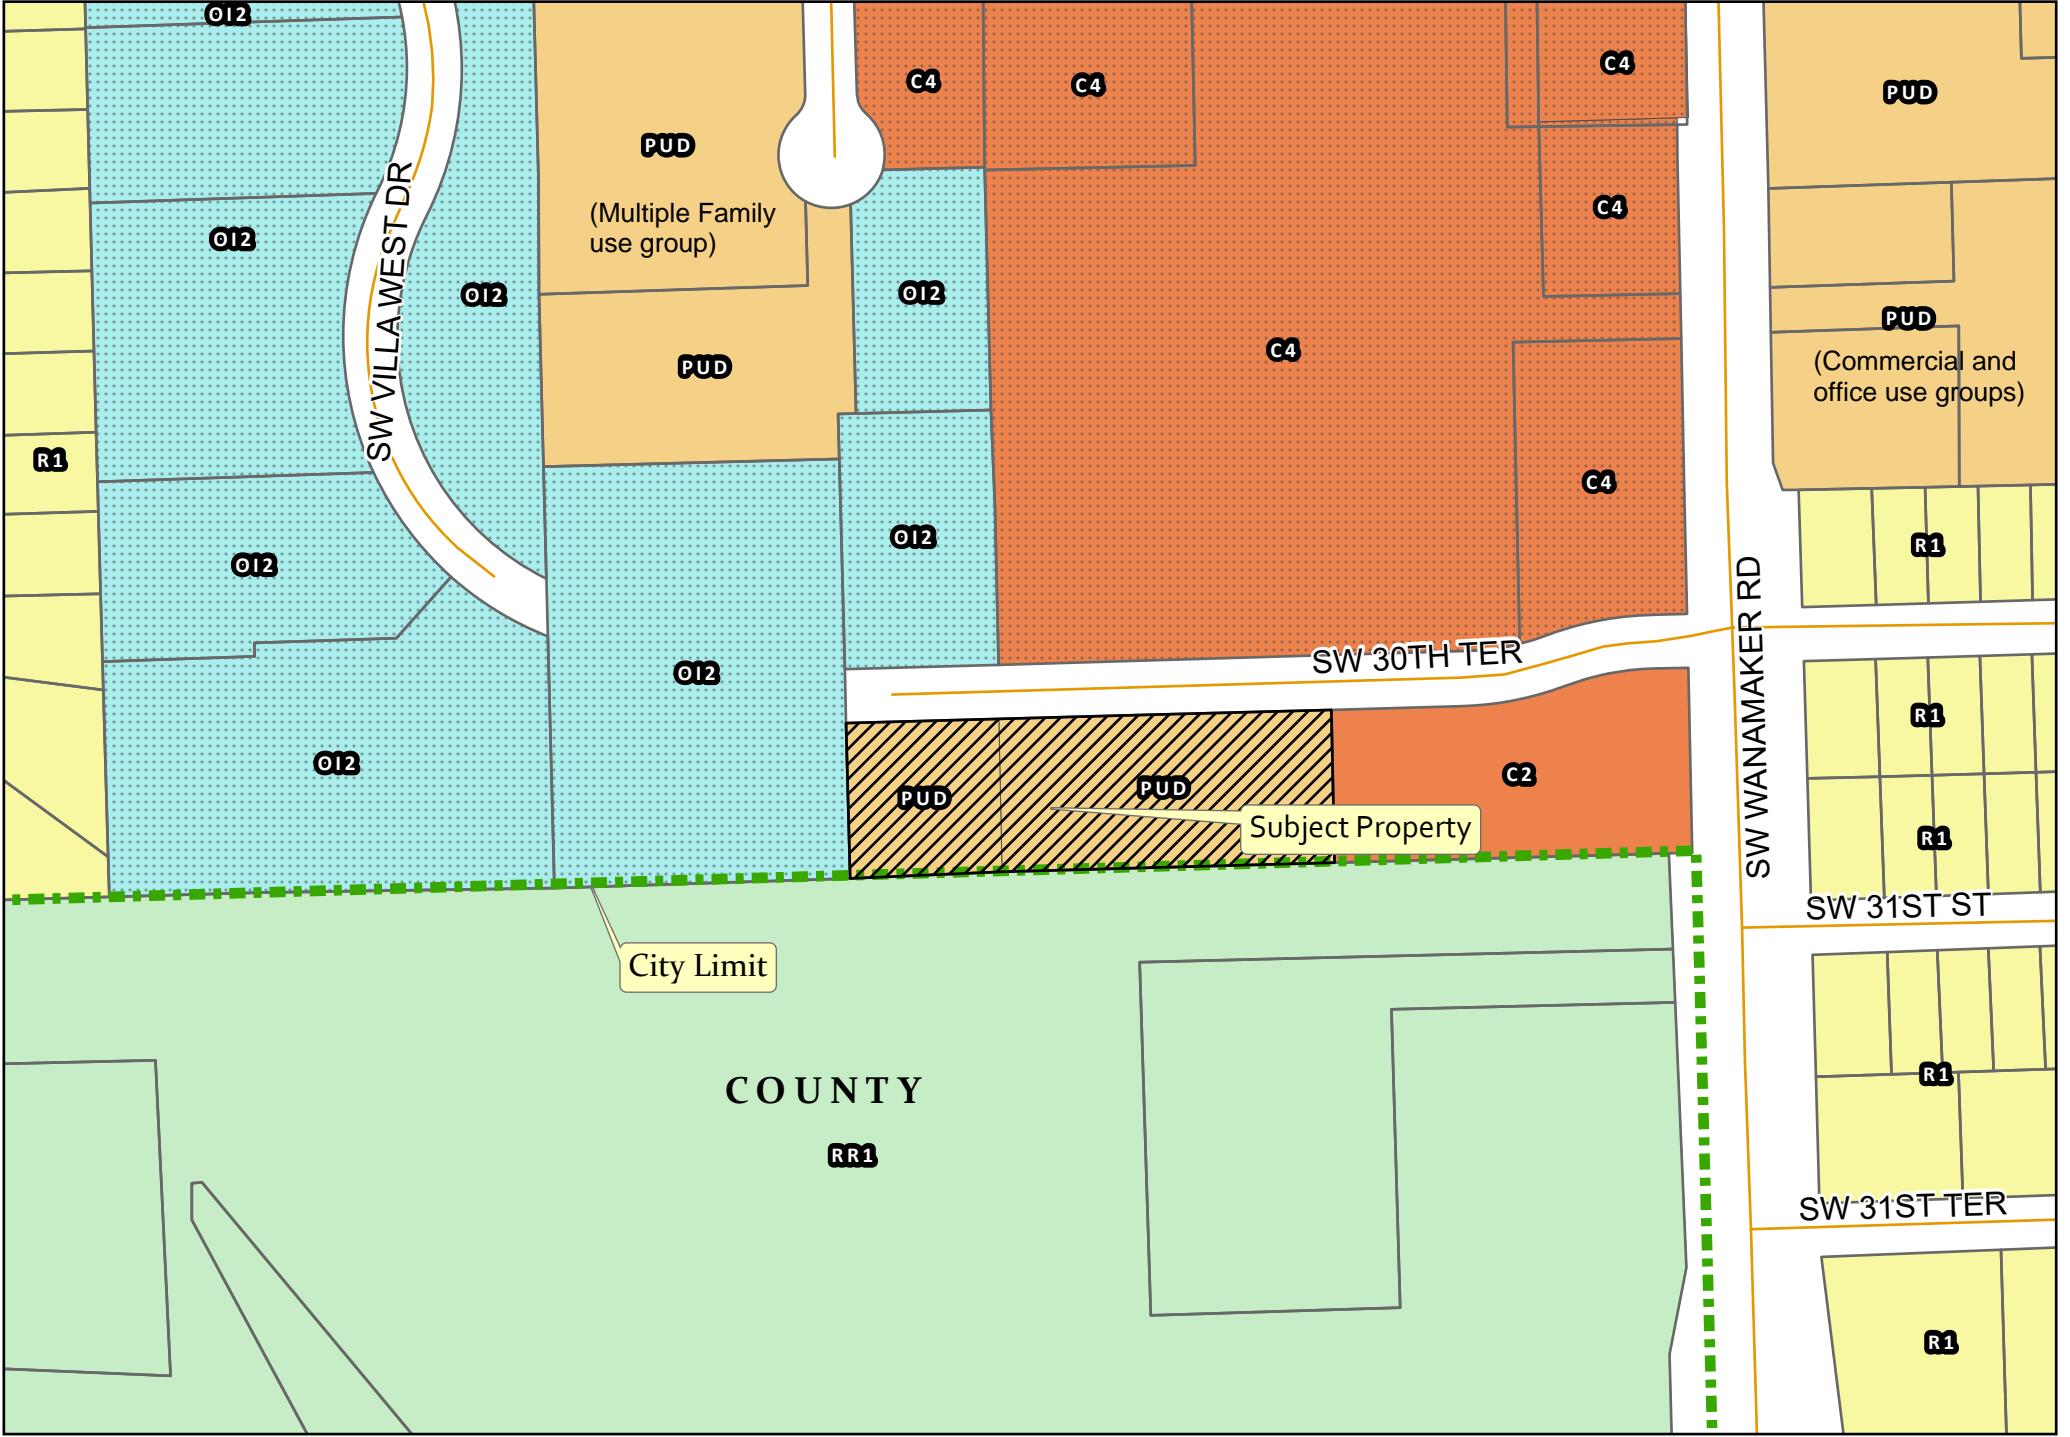 OI2
C4
C4
C4
PUD
PUD
(Multiple Family
use group)
C4
OI2
SW VILLA WEST DR
OI2
OI2
PUD
(Commercial and
office use groups)
C4
PUD
R1
C4
OI2
R1
OI2
SW 30TH TER
SW WANAMAKER RD
OI2
R1
OI2
PUD
PUD
C2
Subject Property
R1
SW 31ST ST
City Limit
COUNTY
R1
RR1
SW 31ST TER
R1